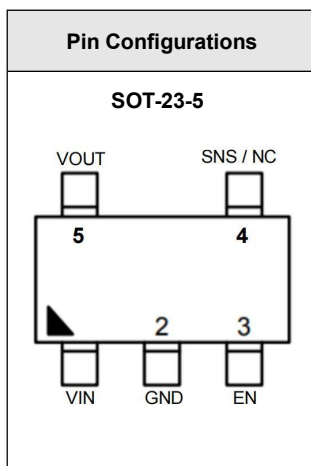 Pin Configurations
SOT-23-5
VOUT SNS / NC
5 4
2 3
VIN GND EN